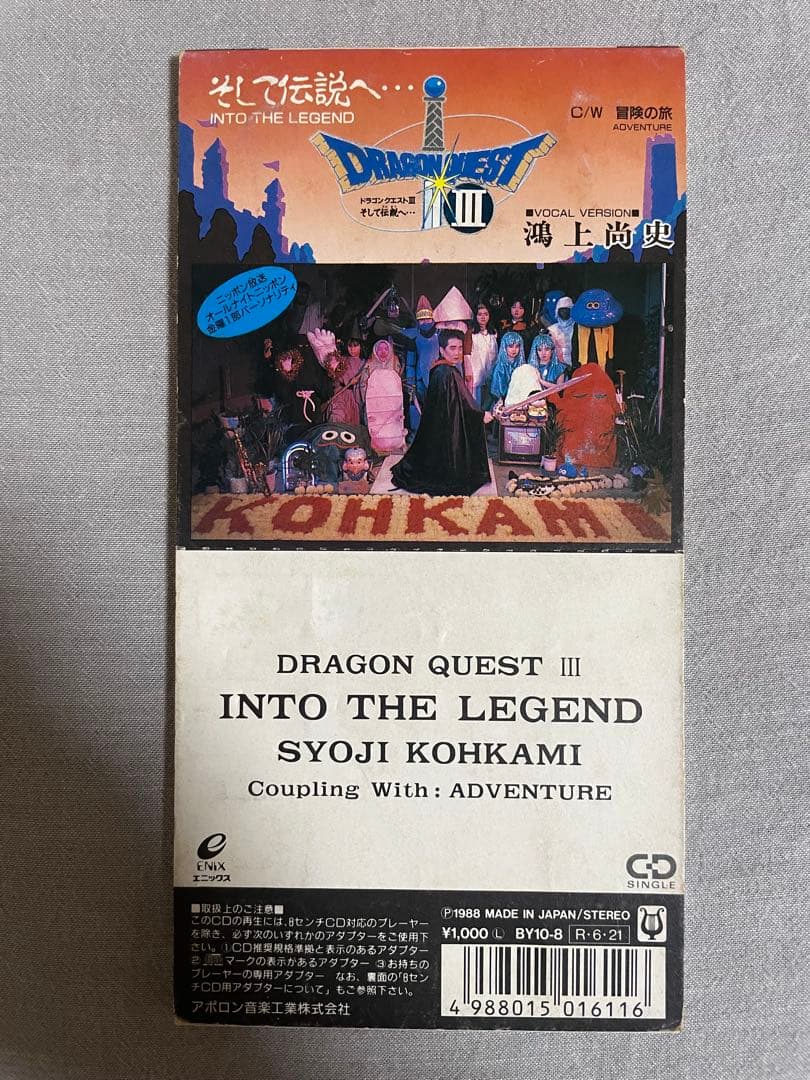 そして伝説へ…
INTO THE LEGEND
C/W 冒険の旅
ADVENTURE
DRAGON QUEST
III
ドラゴンクエストIII
そして伝説へ…
■VOCAL VERSION■
鴻上尚史
ニッポン放送
オールナイトニッポン
金曜1部パーソナリティ
KOHKAMI
DRAGON QUEST III
INTO THE LEGEND
SYOJI KOHKAMI
Coupling With: ADVENTURE
e
ENIX
エニックス
CD
SINGLE
■取扱上のご注意■
このCDの再生には、8センチCD対応のプレーヤー
を除き、必ず次のいずれかのアダプターをご使用下
さい。①CD推奨規格準拠と表示のあるアダプター
②マークの表示があるアダプター ③お持ちの
プレーヤーの専用アダプター なお、裏面の「8セン
チCD用アダプターについて」もご参照下さい。
アポロン音楽工業株式会社
Ⓟ1988 MADE IN JAPAN/STEREO
¥1,000 Ⓛ BY10-8 R・6・21
4 988015 016116